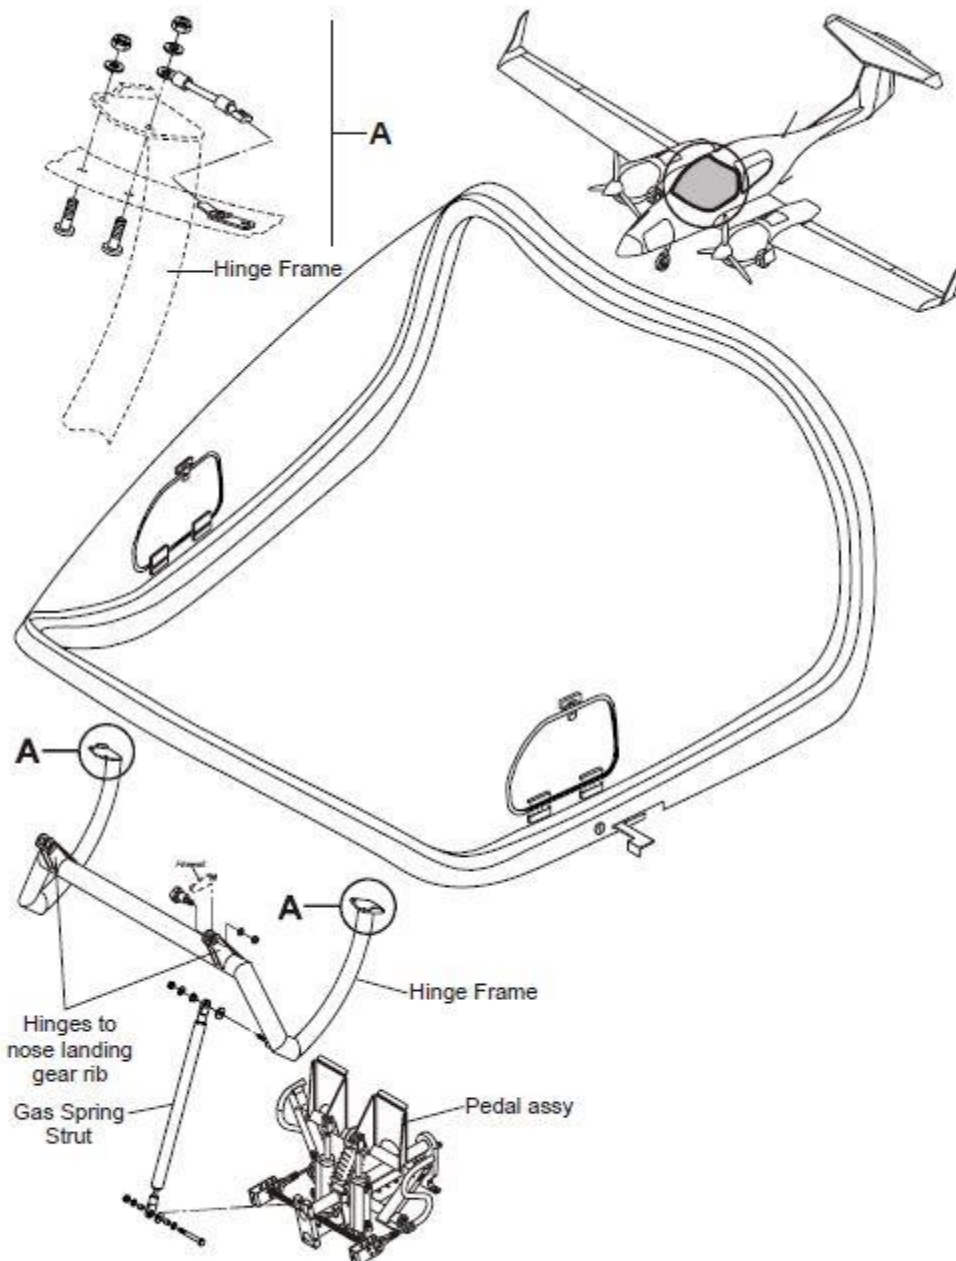 A
Hinge Frame
A
A
Hinge Frame
Hinges to
nose landing
gear rib
Gas Spring
Strut
Pedal assy